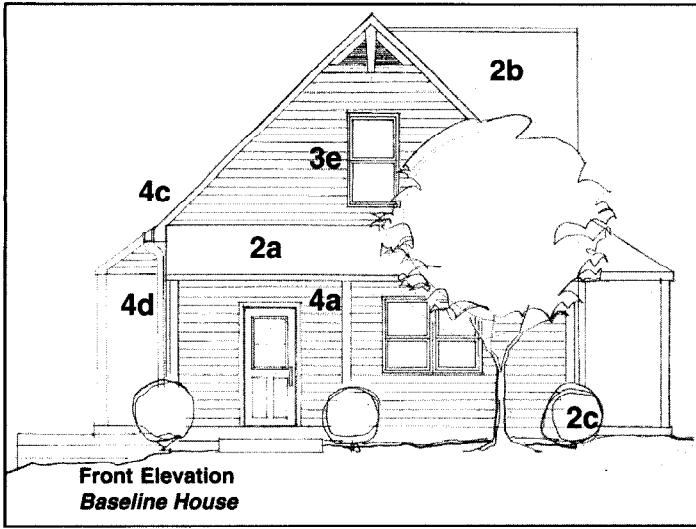 2b
3e
4c
2a
4d
4a
2c
Front Elevation
Baseline House